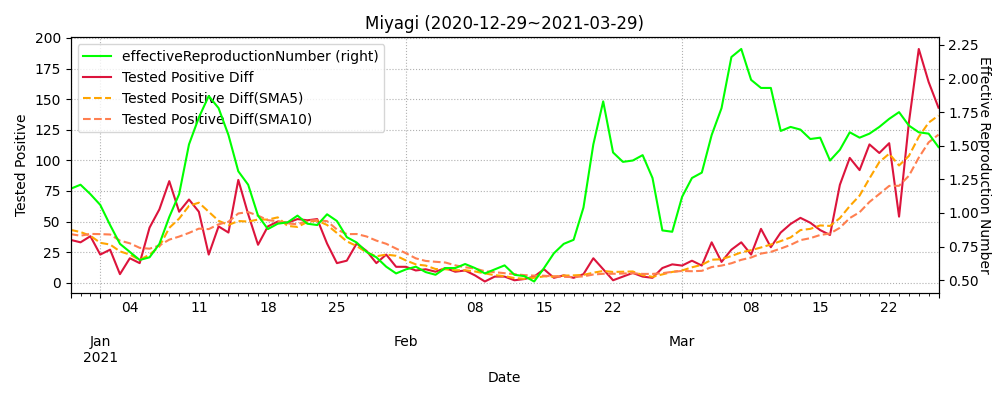 Miyagi (2020-12-29~2021-03-29)
effectiveReproductionNumber (right)
Tested Positive Diff
Tested Positive Diff(SMA5)
Tested Positive Diff(SMA10)
Tested Positive
200
175
150
125
100
75
50
25
0
2.25
2.00
1.75
1.50
1.25
1.00
0.75
0.50
Effective Reproduction Number
04 11 18 25 08 15 22 08 15 22
Jan Feb Mar
2021
Date